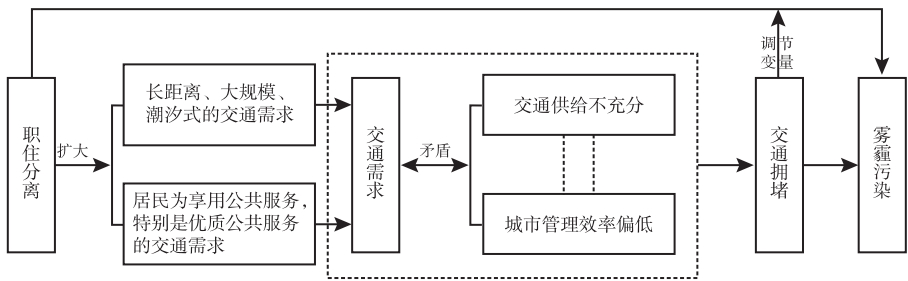 职住分离
扩大
长距离、大规模、
潮汐式的交通需求
居民为享用公共服务，
特别是优质公共服务
的交通需求
交通需求
矛盾
交通供给不充分
城市管理效率偏低
调节
变量
交通拥堵
雾霾污染